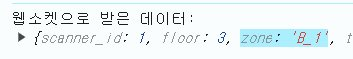 웹소켓으로 받은 데이터:
▶ {scanner_id: 1, floor: 3, zone: 'B_1', t